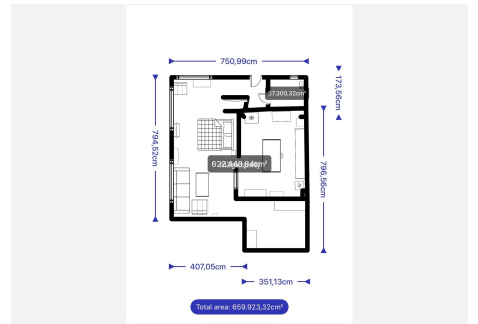 750,99cm
173,56cm
37.300,32cm²
794,52cm
796,56cm
407,05cm
351,13cm
Total area: 659.923,32cm²